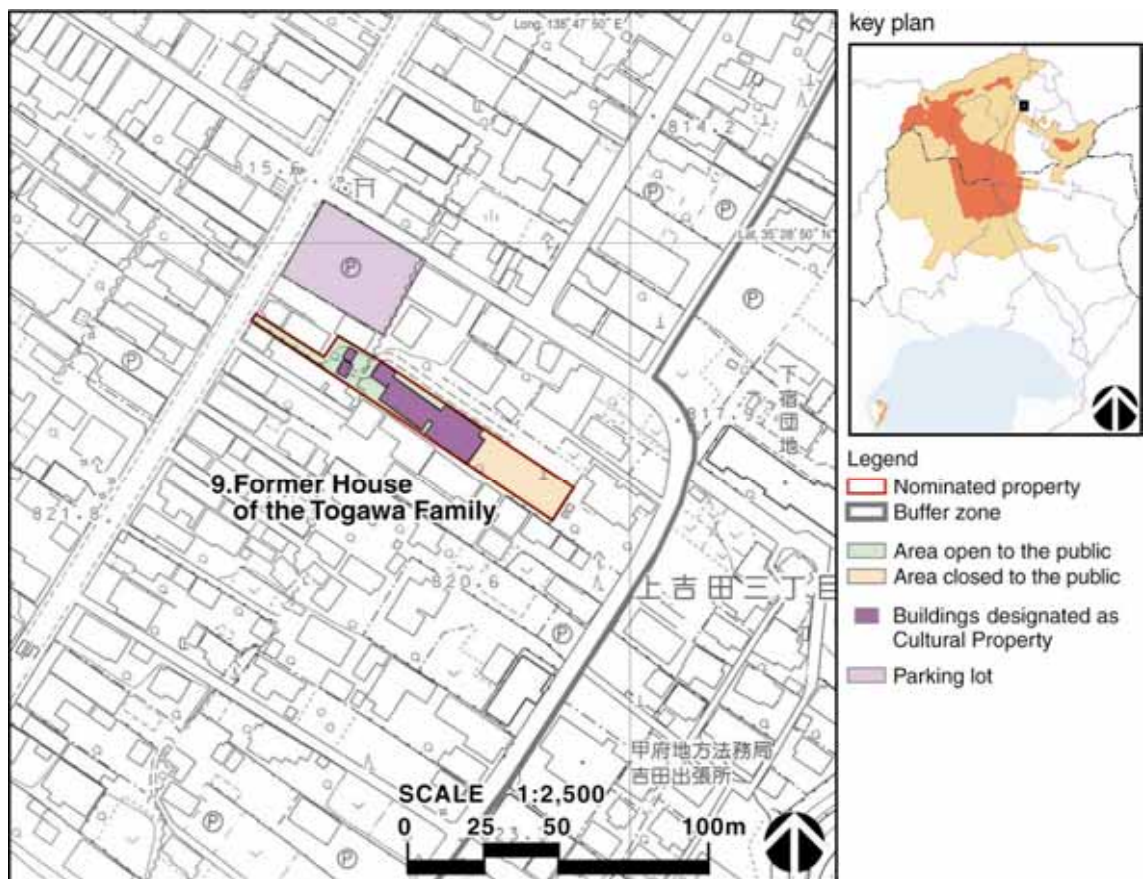 Long. 138° 47' 50" E
814.2
815.5
Ⓟ
Ⓟ
Ⓟ
Lat. 35° 28' 50" N
Ⓟ
Ⓟ
下宿団地
9.Former House
of the Togawa Family
821.8
820.6
上吉田三丁目
Ⓟ
Ⓟ
甲府地方法務局
吉田出張所
Ⓟ
Ⓟ
SCALE 1:2,500
0 25 50 100m
key plan
Legend
Nominated property
Buffer zone
Area open to the public
Area closed to the public
Buildings designated as
Cultural Property
Parking lot